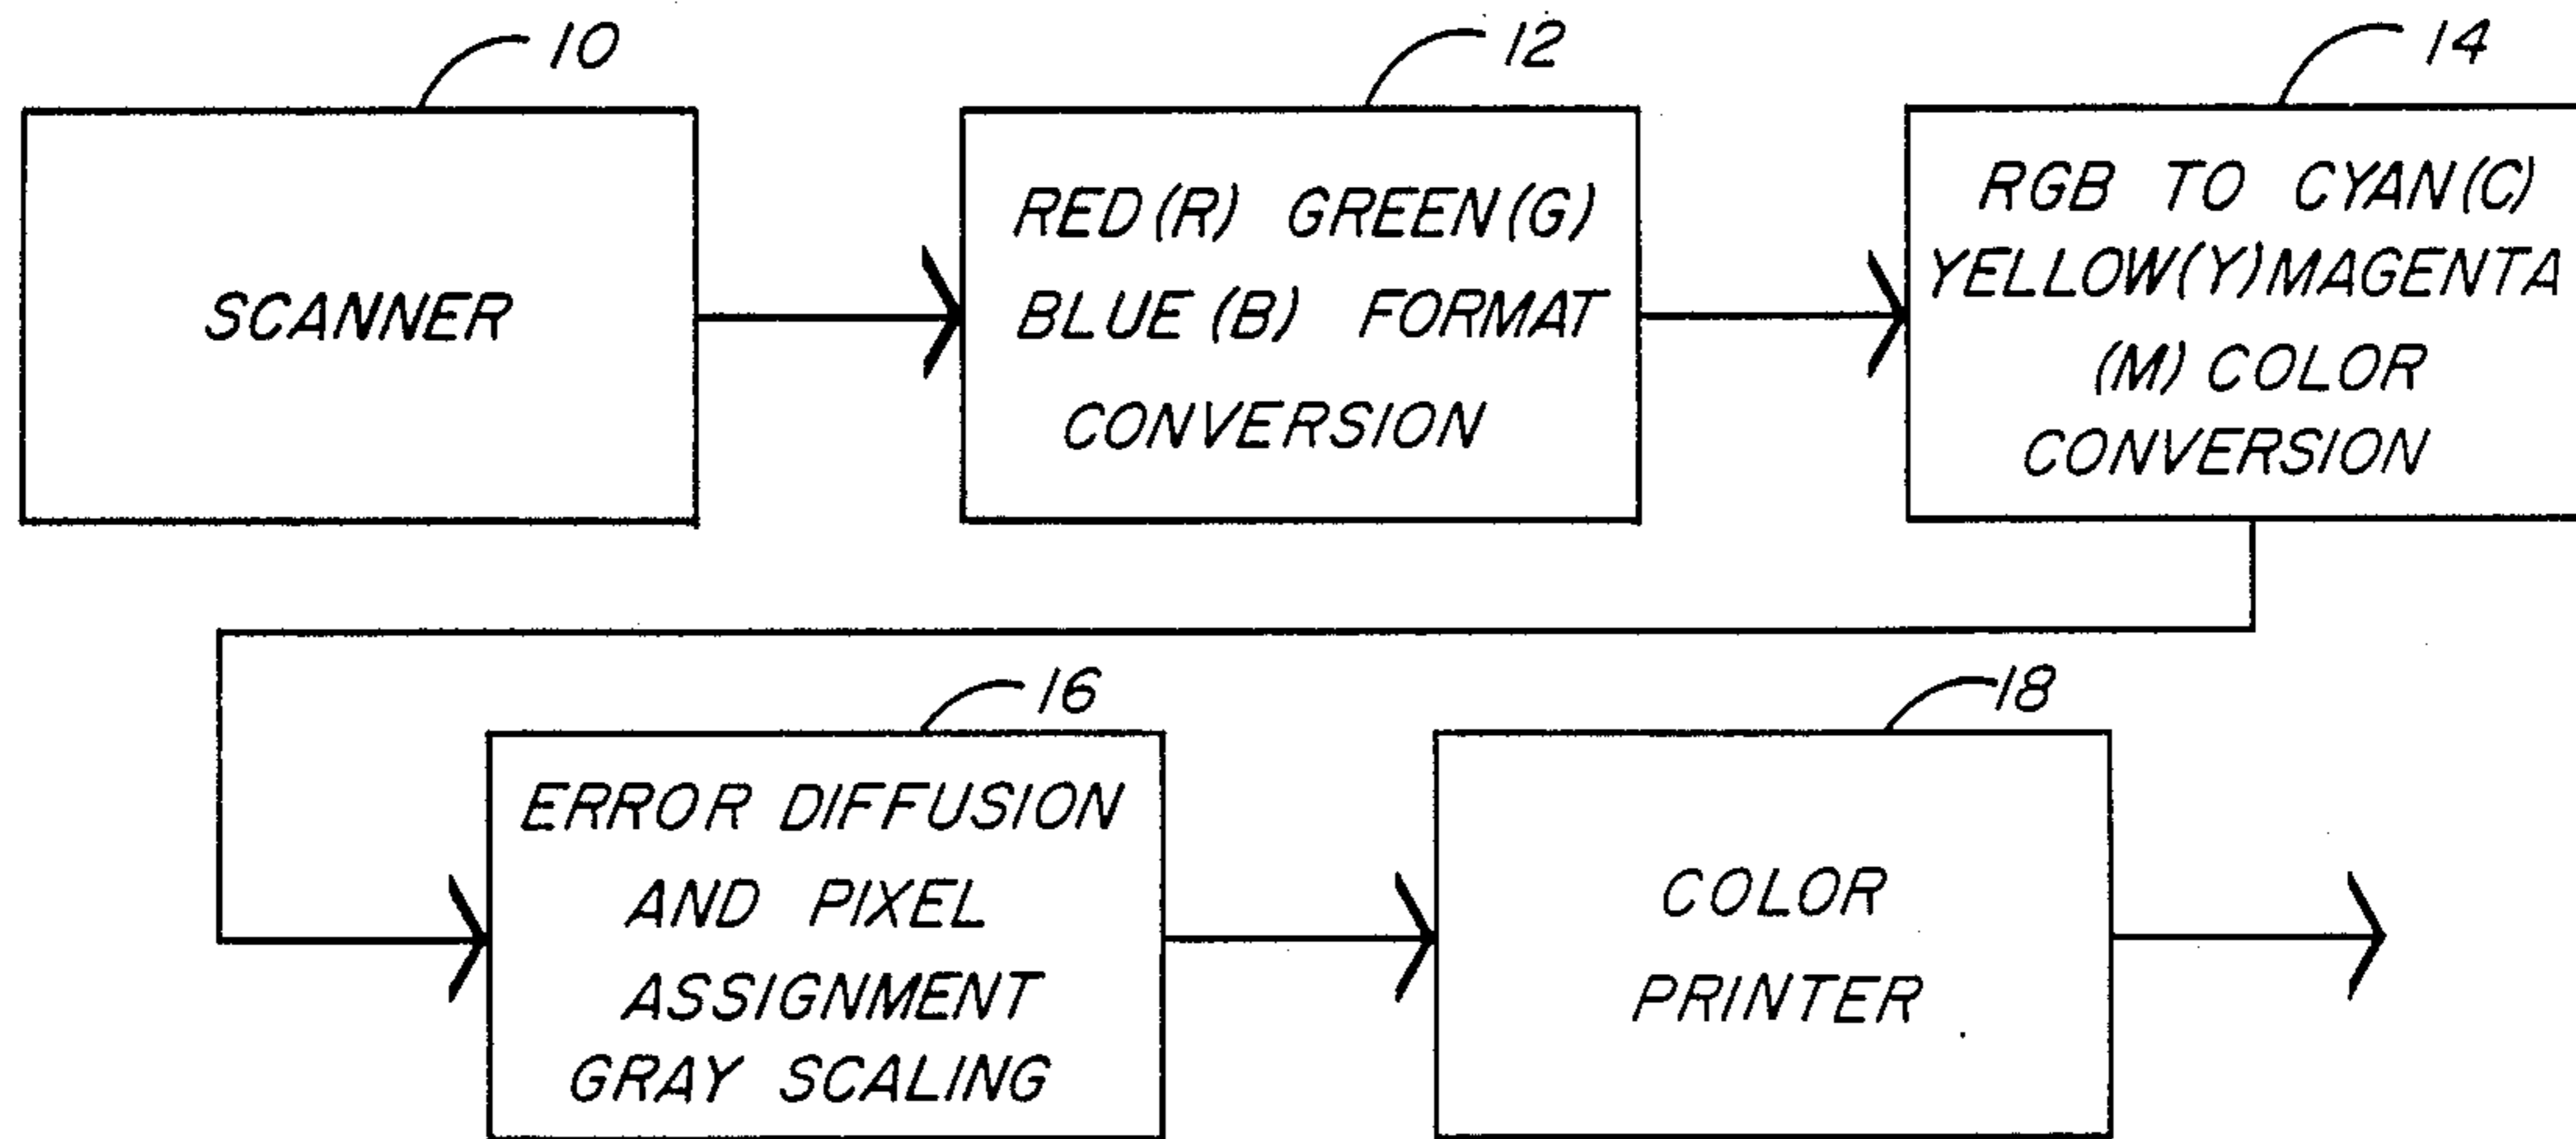 10
SCANNER
12
RED (R) GREEN (G)
BLUE (B) FORMAT
CONVERSION
14
RGB TO CYAN (C)
YELLOW (Y) MAGENTA
(M) COLOR
CONVERSION
16
ERROR DIFFUSION
AND PIXEL
ASSIGNMENT
GRAY SCALING
18
COLOR
PRINTER